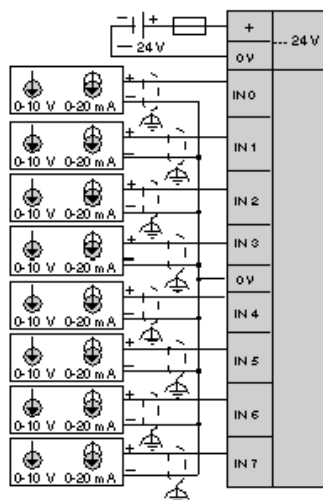 − +
+
--- 24 V
— 24 V
0V
+
IN 0
−
0-10 V 0-20 mA
+
IN 1
−
0-10 V 0-20 mA
+
IN 2
−
0-10 V 0-20 mA
+
IN 3
−
0-10 V 0-20 mA
0V
+
IN 4
−
0-10 V 0-20 mA
+
IN 5
−
0-10 V 0-20 mA
+
IN 6
−
0-10 V 0-20 mA
+
IN 7
−
0-10 V 0-20 mA